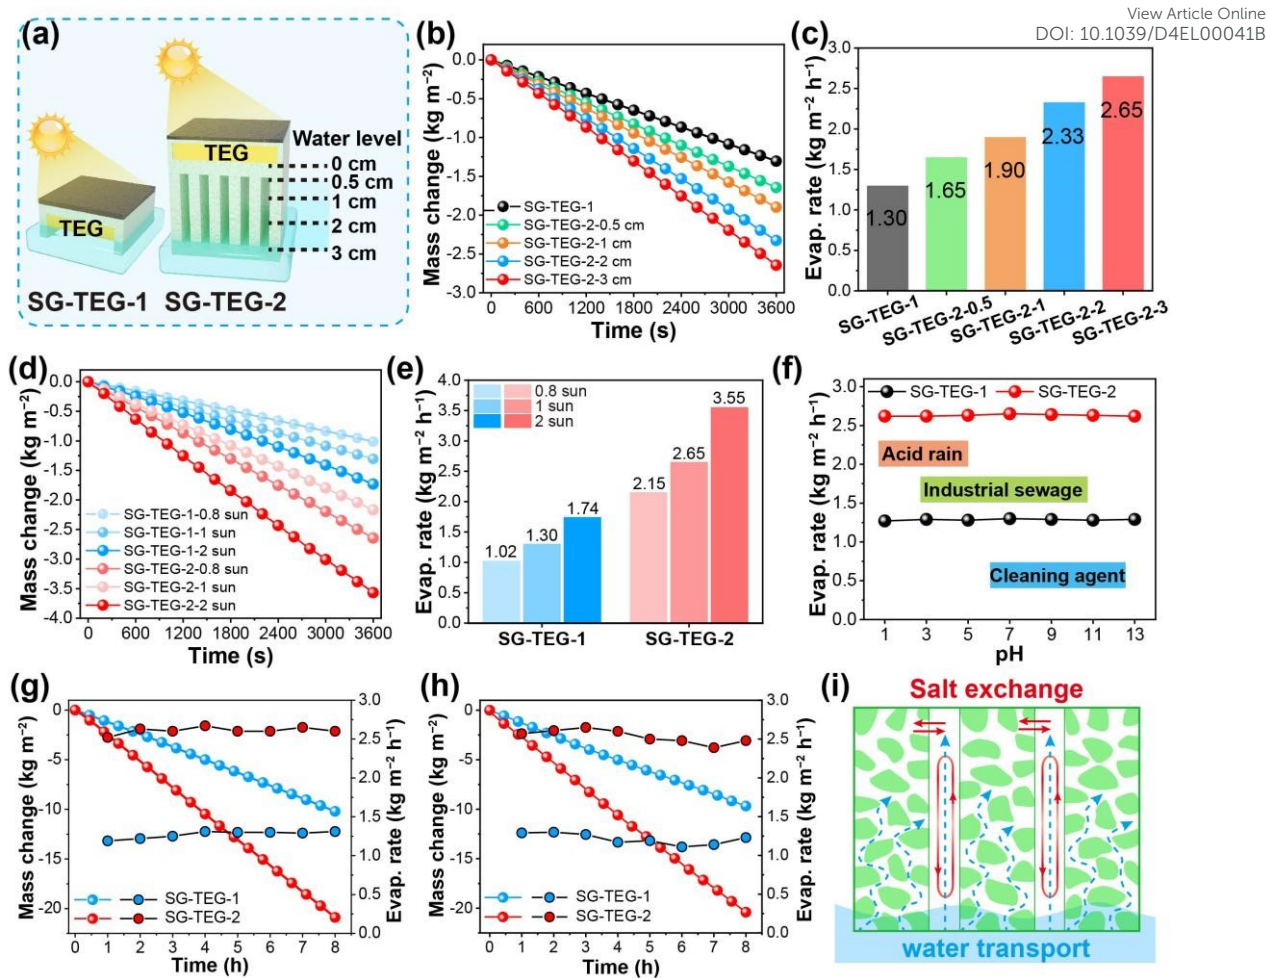 View Article Online
DOI: 10.1039/D4EL00041B
(a)
TEG
Water level
0 cm
0.5 cm
1 cm
2 cm
3 cm
TEG
SG-TEG-1
SG-TEG-2
(b)
Mass change (kg m⁻²)
0.0
-0.5
-1.0
-1.5
-2.0
-2.5
-3.0
SG-TEG-1
SG-TEG-2-0.5 cm
SG-TEG-2-1 cm
SG-TEG-2-2 cm
SG-TEG-2-3 cm
0 600 1200 1800 2400 3000 3600
Time (s)
(c)
Evap. rate (kg m⁻² h⁻¹)
3.0
2.5
2.0
1.5
1.0
0.5
0.0
1.30
1.65
1.90
2.33
2.65
SG-TEG-1
SG-TEG-2-0.5
SG-TEG-2-1
SG-TEG-2-2
SG-TEG-2-3
(d)
Mass change (kg m⁻²)
0.0
-0.5
-1.0
-1.5
-2.0
-2.5
-3.0
-3.5
-4.0
SG-TEG-1-0.8 sun
SG-TEG-1-1 sun
SG-TEG-1-2 sun
SG-TEG-2-0.8 sun
SG-TEG-2-1 sun
SG-TEG-2-2 sun
0 600 1200 1800 2400 3000 3600
Time (s)
(e)
Evap. rate (kg m⁻² h⁻¹)
4.0
3.5
3.0
2.5
2.0
1.5
1.0
0.5
0.0
0.8 sun
1 sun
2 sun
1.02
1.30
1.74
2.15
2.65
3.55
SG-TEG-1
SG-TEG-2
(f)
Evap. rate (kg m⁻² h⁻¹)
3.0
2.5
2.0
1.5
1.0
0.5
0.0
SG-TEG-1
SG-TEG-2
Acid rain
Industrial sewage
Cleaning agent
1 3 5 7 9 11 13
pH
(g)
Mass change (kg m⁻²)
0
-5
-10
-15
-20
SG-TEG-1
SG-TEG-2
3.0
2.5
2.0
1.5
1.0
0.5
0.0
Evap. rate (kg m⁻² h⁻¹)
0 1 2 3 4 5 6 7 8
Time (h)
(h)
Mass change (kg m⁻²)
0
-5
-10
-15
-20
SG-TEG-1
SG-TEG-2
3.0
2.5
2.0
1.5
1.0
0.5
0.0
Evap. rate (kg m⁻² h⁻¹)
0 1 2 3 4 5 6 7 8
Time (h)
(i)
Salt exchange
water transport